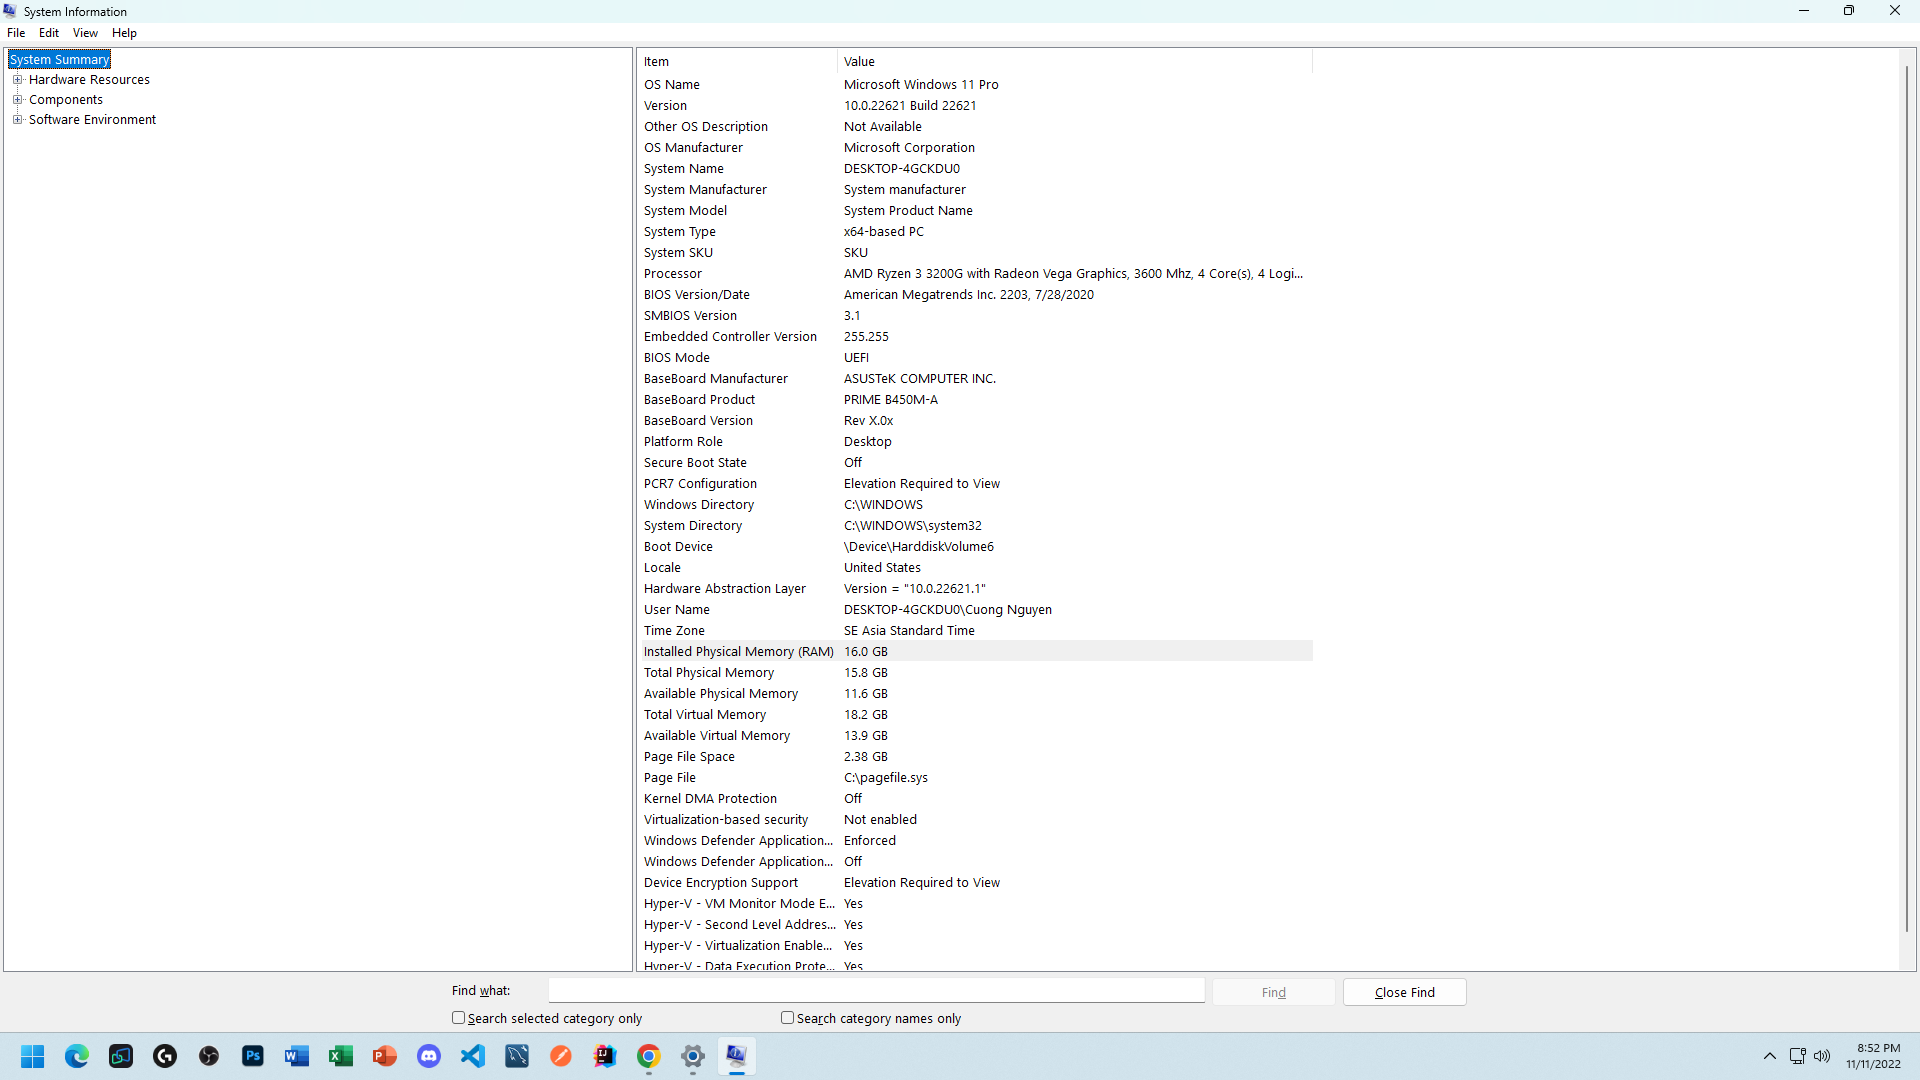 System Information
File Edit View Help
System Summary
Hardware Resources
Components
Software Environment
Item Value
OS Name Microsoft Windows 11 Pro
Version 10.0.22621 Build 22621
Other OS Description Not Available
OS Manufacturer Microsoft Corporation
System Name DESKTOP-4GCKDU0
System Manufacturer System manufacturer
System Model System Product Name
System Type x64-based PC
System SKU SKU
Processor AMD Ryzen 3 3200G with Radeon Vega Graphics, 3600 Mhz, 4 Core(s), 4 Logi...
BIOS Version/Date American Megatrends Inc. 2203, 7/28/2020
SMBIOS Version 3.1
Embedded Controller Version 255.255
BIOS Mode UEFI
BaseBoard Manufacturer ASUSTeK COMPUTER INC.
BaseBoard Product PRIME B450M-A
BaseBoard Version Rev X.0x
Platform Role Desktop
Secure Boot State Off
PCR7 Configuration Elevation Required to View
Windows Directory C:\WINDOWS
System Directory C:\WINDOWS\system32
Boot Device \Device\HarddiskVolume6
Locale United States
Hardware Abstraction Layer Version = "10.0.22621.1"
User Name DESKTOP-4GCKDU0\Cuong Nguyen
Time Zone SE Asia Standard Time
Installed Physical Memory (RAM) 16.0 GB
Total Physical Memory 15.8 GB
Available Physical Memory 11.6 GB
Total Virtual Memory 18.2 GB
Available Virtual Memory 13.9 GB
Page File Space 2.38 GB
Page File C:\pagefile.sys
Kernel DMA Protection Off
Virtualization-based security Not enabled
Windows Defender Application... Enforced
Windows Defender Application... Off
Device Encryption Support Elevation Required to View
Hyper-V - VM Monitor Mode E... Yes
Hyper-V - Second Level Addres... Yes
Hyper-V - Virtualization Enable... Yes
Hyper-V - Data Execution Prote... Yes
Find what: Find Close Find
Search selected category only Search category names only
Ps W X P IJ
8:52 PM
11/11/2022